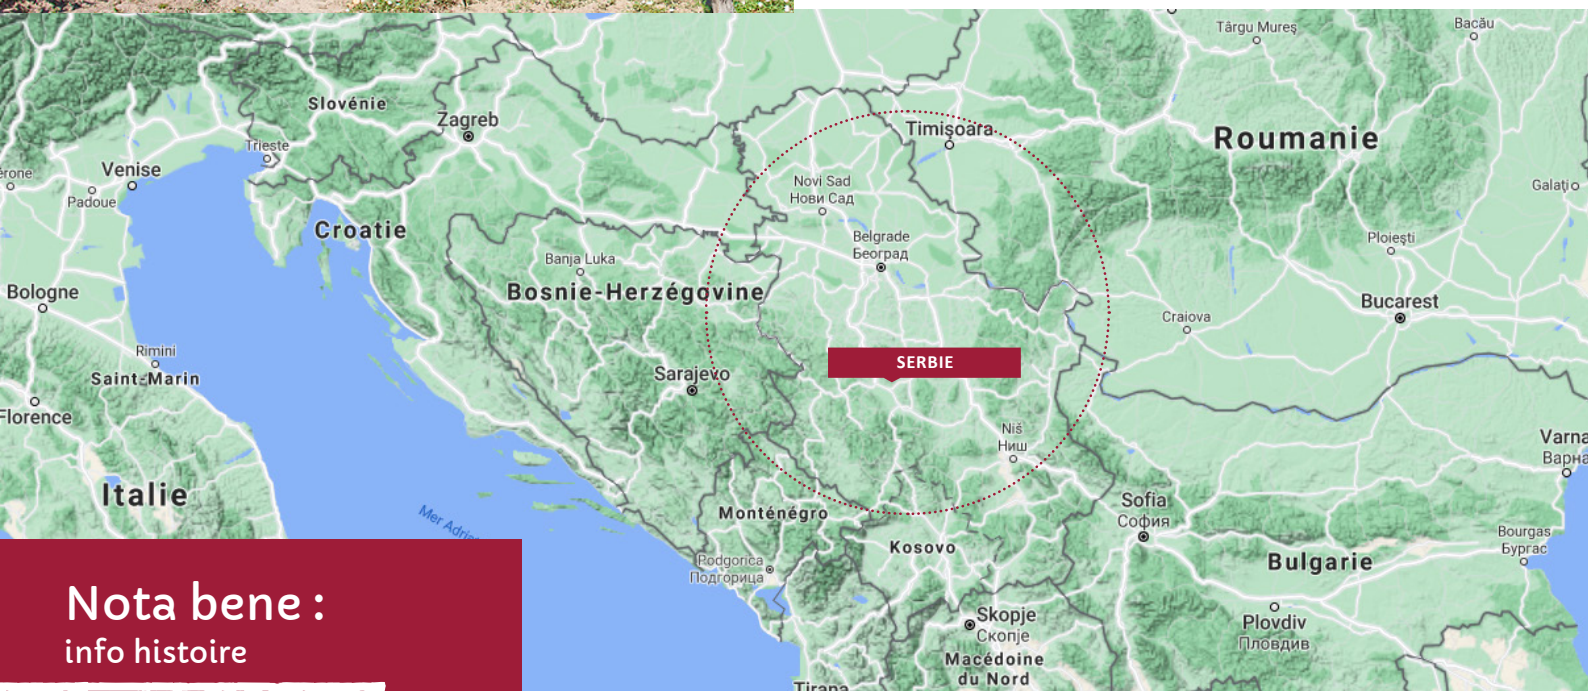 Târgu Mureș
Bacău
Slovénie
Zagreb
Timișoara
Roumanie
Trieste
Venise
Padoue
Novi Sad
Нови Сад
Galați
Croatie
Belgrade
Београд
Ploiești
Banja Luka
Bosnie-Herzégovine
Bologne
Bucarest
Craiova
Rimini
Saint-Marin
SERBIE
Sarajevo
Florence
Niš
Ниш
Varna
Варна
Italie
Sofia
София
Mer Adrie
Monténégro
Kosovo
Bourgas
Бургас
Podgorica
Подгорица
Bulgarie
Nota bene :
info histoire
Skopje
Скопје
Plovdiv
Пловдив
Macédoine
du Nord
Tirana